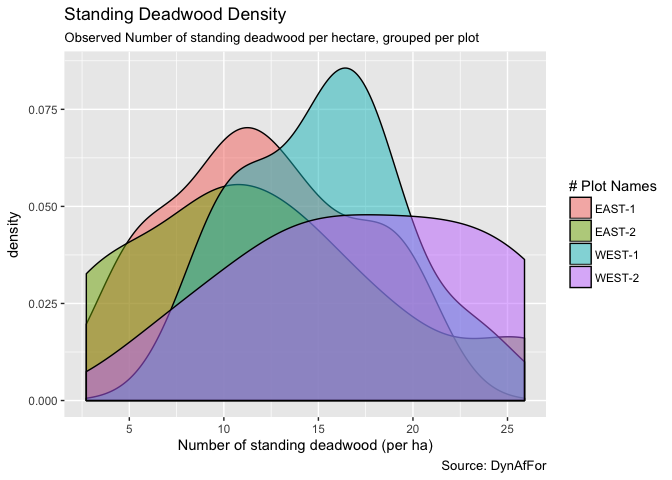 Standing Deadwood Density
Observed Number of standing deadwood per hectare, grouped per plot
density
0.075
0.050
0.025
0.000
5
10
15
20
25
Number of standing deadwood (per ha)
# Plot Names
EAST-1
EAST-2
WEST-1
WEST-2
Source: DynAfFor